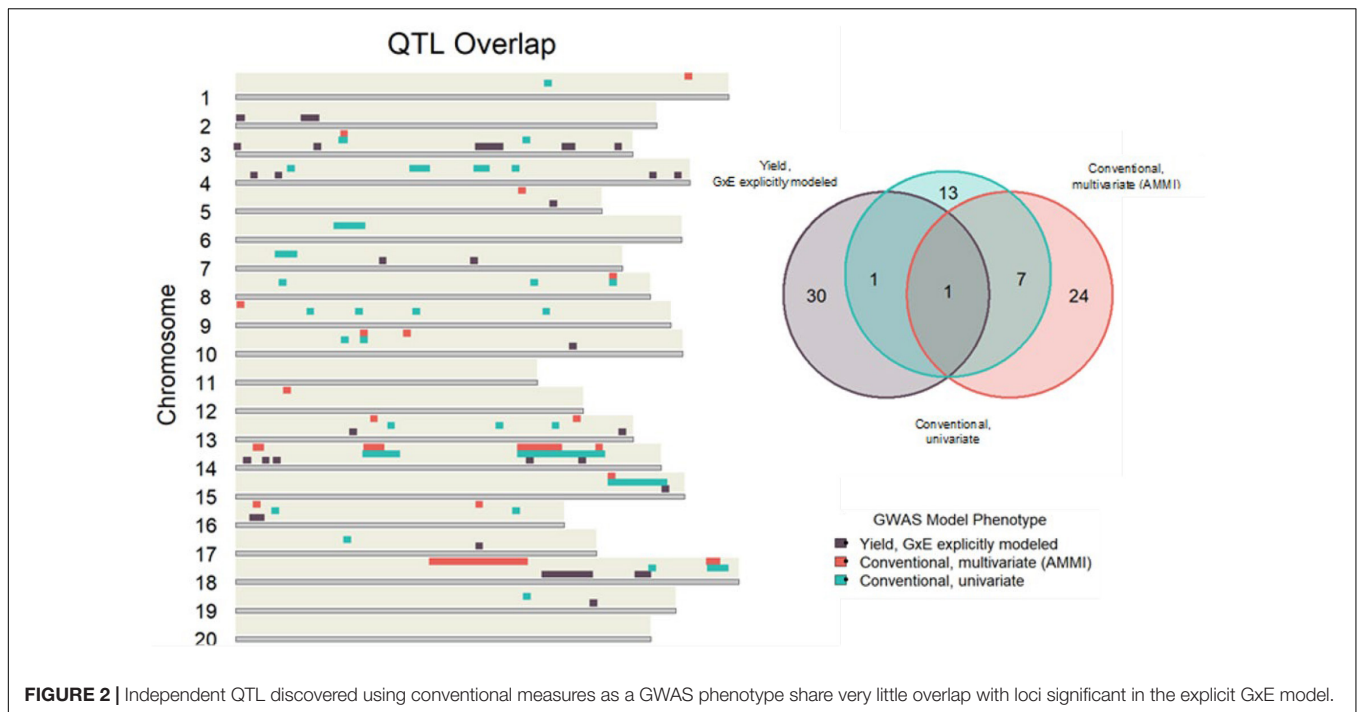 QTL Overlap
Chromosome
1
2
3
4
5
6
7
8
9
10
11
12
13
14
15
16
17
18
19
20
Yield,
GxE explicitly modeled
Conventional,
multivariate (AMMI)
13
30
1
1
7
24
Conventional,
univariate
GWAS Model Phenotype
Yield, GxE explicitly modeled
Conventional, multivariate (AMMI)
Conventional, univariate
FIGURE 2 | Independent QTL discovered using conventional measures as a GWAS phenotype share very little overlap with loci significant in the explicit GxE model.